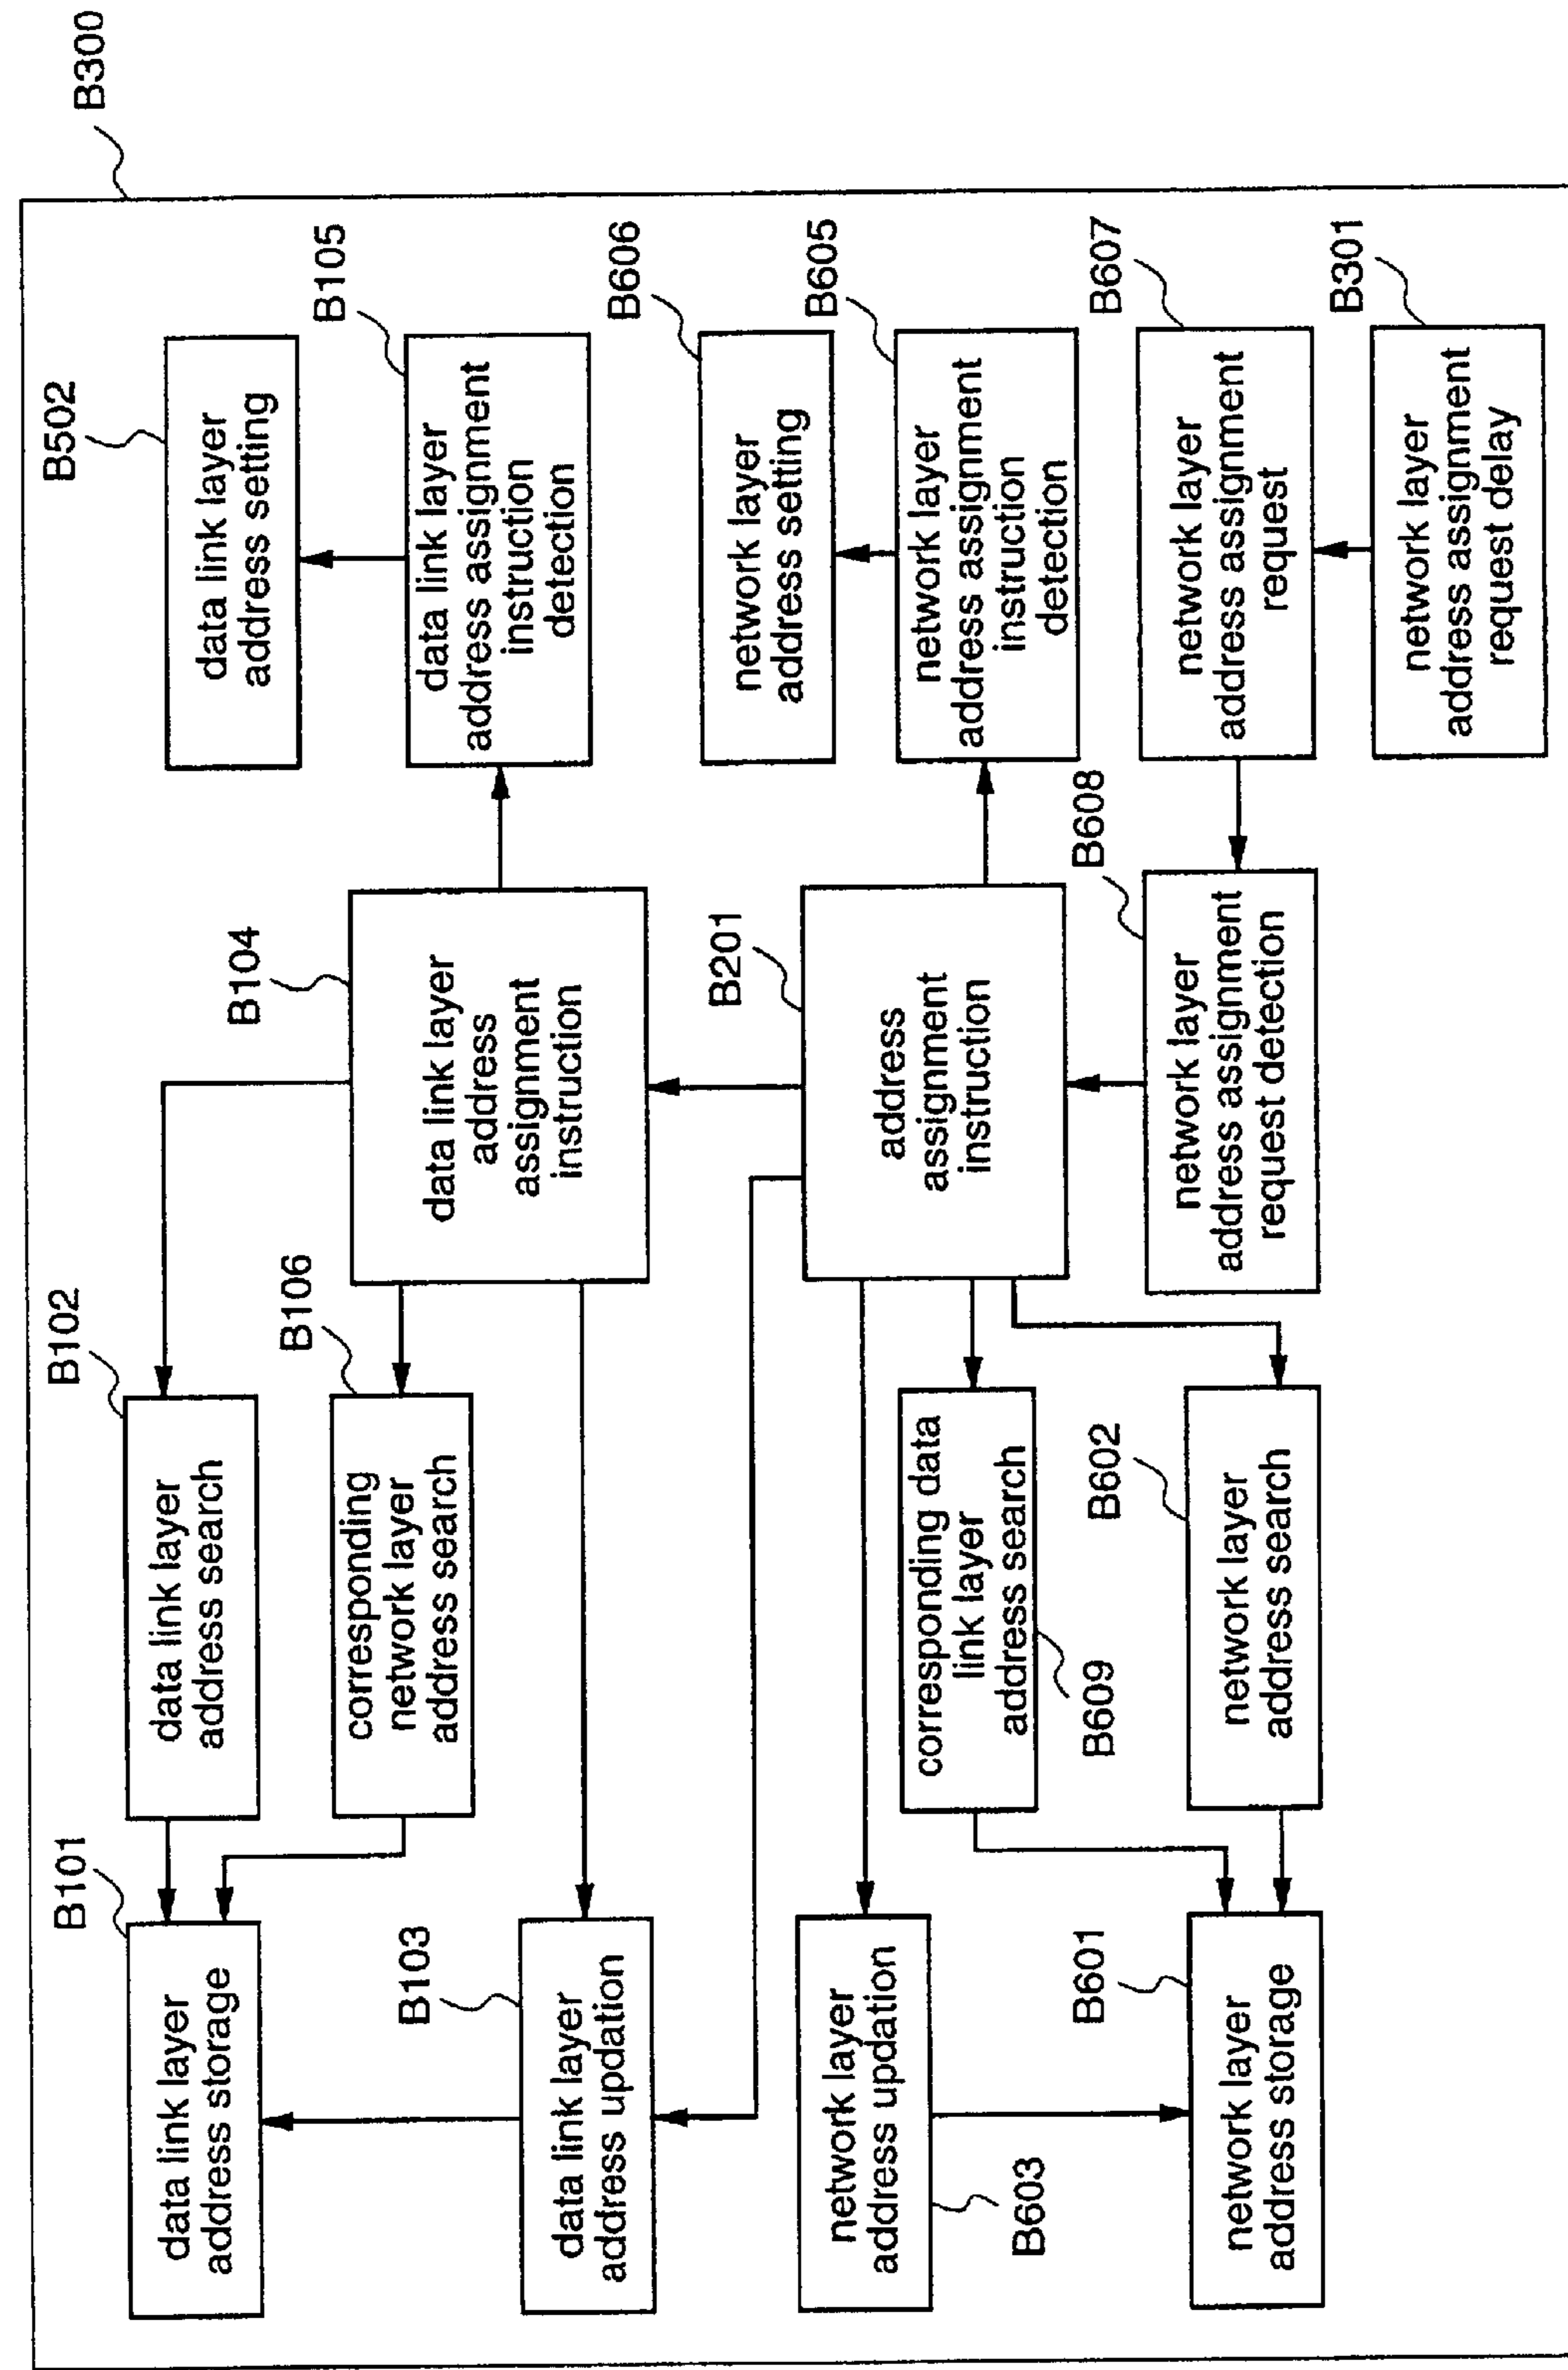 B300
B101
data link layer
address storage
B102
data link layer
address search
B502
data link layer
address setting
B106
corresponding
network layer
address search
B104
data link layer
address
assignment
instruction
B105
data link layer
address assignment
instruction
detection
B103
data link layer
address updation
B606
network layer
address setting
network layer
address updation
B603
corresponding data
link layer
address search
B609
B201
address
assignment
instruction
B605
network layer
address assignment
instruction
detection
B601
network layer
address storage
B602
network layer
address search
B608
network layer
address assignment
request detection
B607
network layer
address assignment
request
B301
network layer
address assignment
request delay